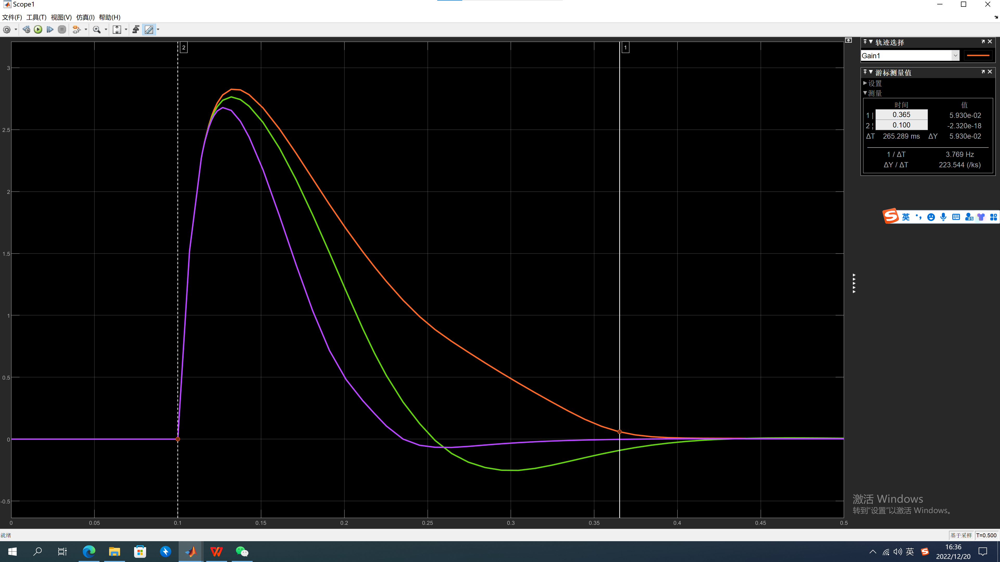 Scope1
文件(F) 工具(T) 视图(V) 仿真(I) 帮助(H)
2
1
3
2.5
2
1.5
1
0.5
0
-0.5
0 0.05 0.1 0.15 0.2 0.25 0.3 0.35 0.4 0.45 0.5
轨迹选择
Gain1
游标测量值
设置
测量
时间 值
1 | 0.365 5.930e-02
2 ¦ 0.100 -2.320e-18
ΔT 265.289 ms ΔY 5.930e-02
1 / ΔT 3.769 Hz
ΔY / ΔT 223.544 (/ks)
S 英
35
激活 Windows
转到"设置"以激活 Windows。
就绪
基于采样 T=0.500
英 S
16:36
2022/12/20